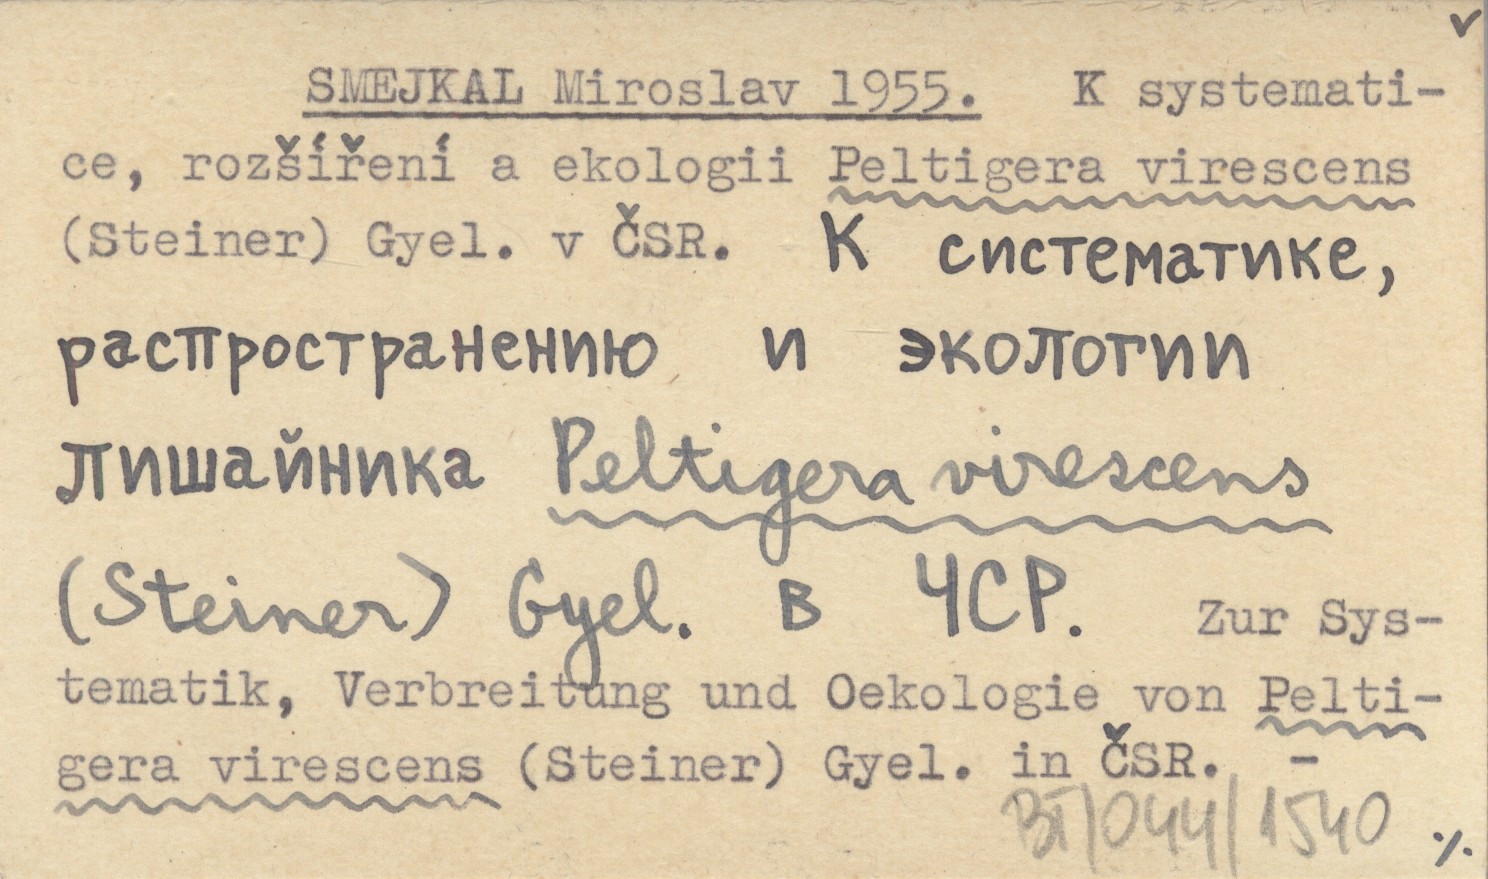 ✓
SMEJKAL Miroslav 1955. K systemati-
ce, rozšíření a ekologii Peltigera virescens
(Steiner) Gyel. v ČSR. К систематике,
распространению и экологии
лишайника Peltigera virescens
(Steiner) Gyel. в ЧСР. Zur Sys-
tematik, Verbreitung und Oekologie von Pelti-
gera virescens (Steiner) Gyel. in ČSR. -
BT/044/1540
./.